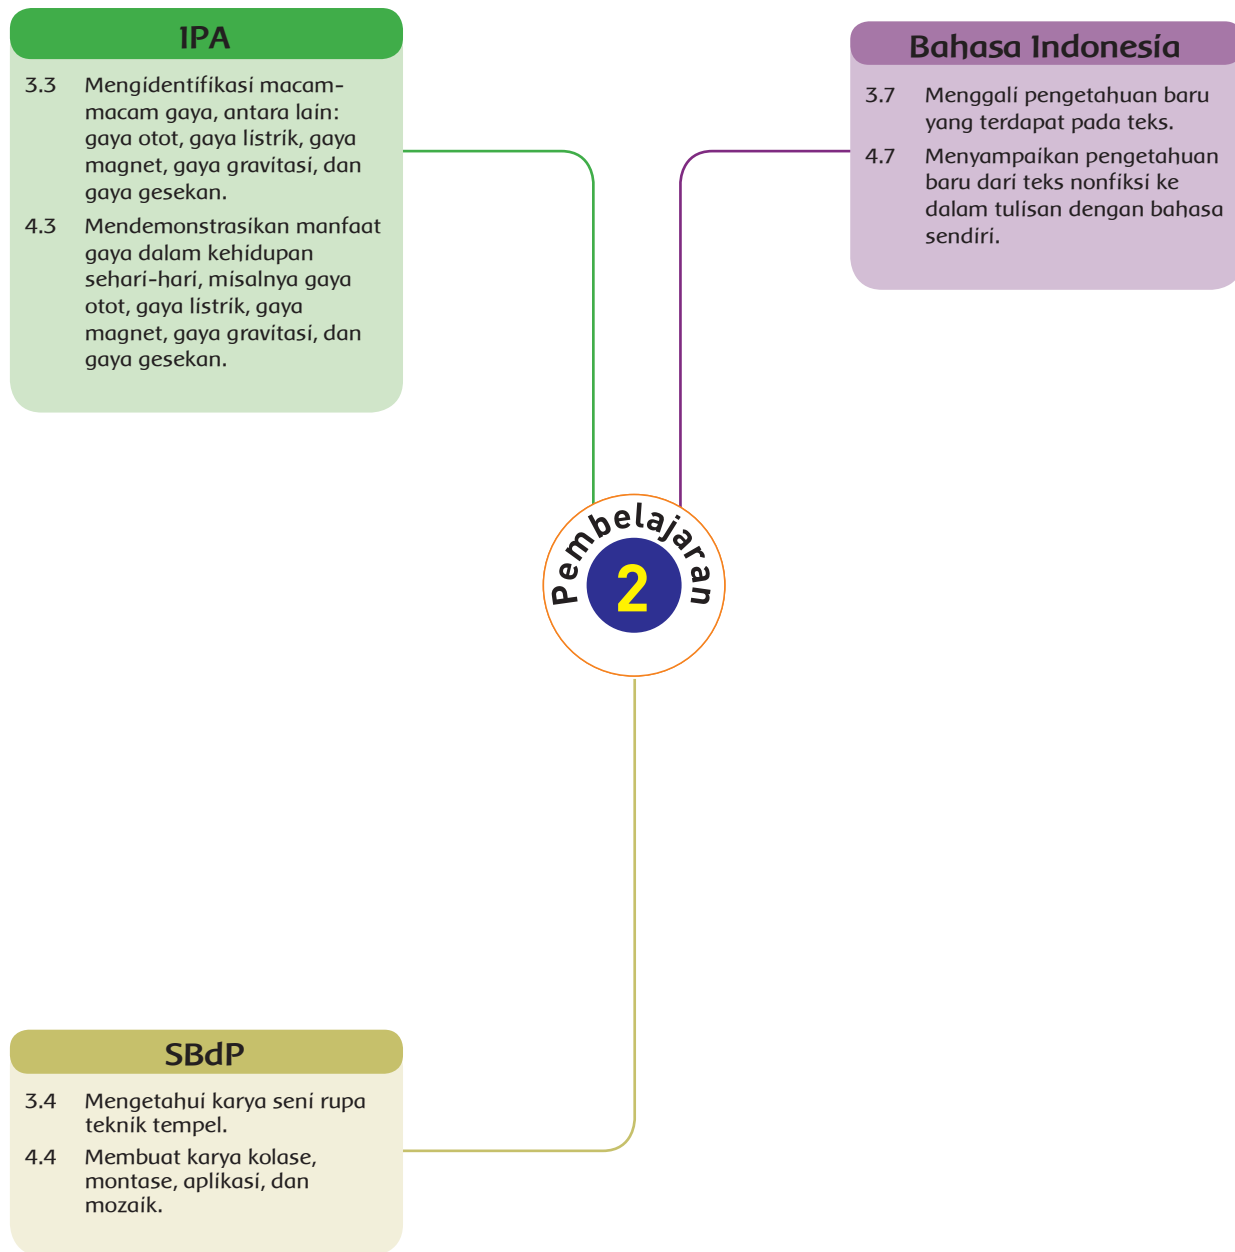 IPA
3.3 Mengidentifikasi macam-
macam gaya, antara lain:
gaya otot, gaya listrik, gaya
magnet, gaya gravitasi, dan
gaya gesekan.
4.3 Mendemonstrasikan manfaat
gaya dalam kehidupan
sehari-hari, misalnya gaya
otot, gaya listrik, gaya
magnet, gaya gravitasi, dan
gaya gesekan.
Bahasa Indonesia
3.7 Menggali pengetahuan baru
yang terdapat pada teks.
4.7 Menyampaikan pengetahuan
baru dari teks nonfiksi ke
dalam tulisan dengan bahasa
sendiri.
Pembelajaran
2
SBdP
3.4 Mengetahui karya seni rupa
teknik tempel.
4.4 Membuat karya kolase,
montase, aplikasi, dan
mozaik.